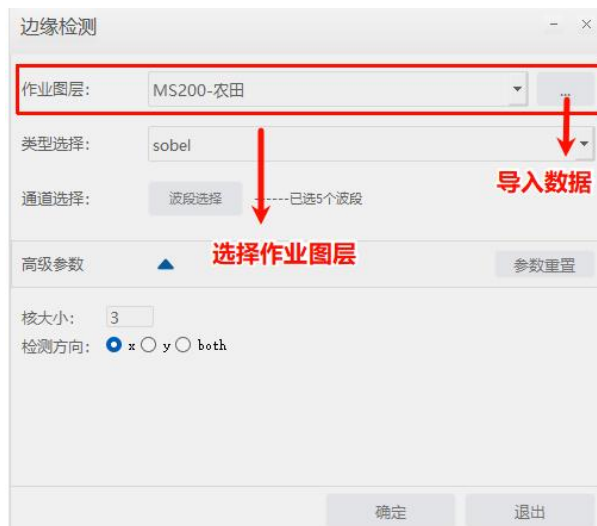 边缘检测
作业图层: MS200-农田 ...
类型选择: sobel
导入数据
通道选择: 波段选择 ------已选5个波段
选择作业图层
高级参数 参数重置
核大小: 3
检测方向: x y both
确定 退出